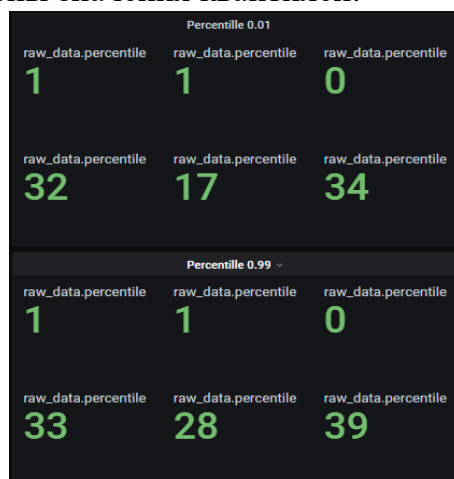 Percentille 0.01
raw_data.percentile raw_data.percentile raw_data.percentile
1 1 0
raw_data.percentile raw_data.percentile raw_data.percentile
32 17 34
Percentille 0.99
raw_data.percentile raw_data.percentile raw_data.percentile
1 1 0
raw_data.percentile raw_data.percentile raw_data.percentile
33 28 39